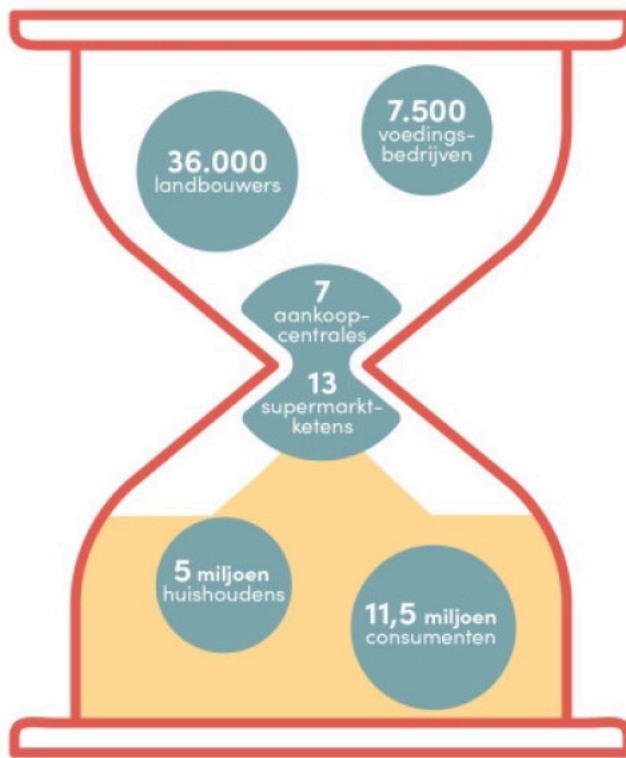 36.000
landbouwers
7.500
voedings-
bedrijven
7
aankoop-
centrales
13
supermarkt-
ketens
5 miljoen
huishoudens
11,5 miljoen
consumenten